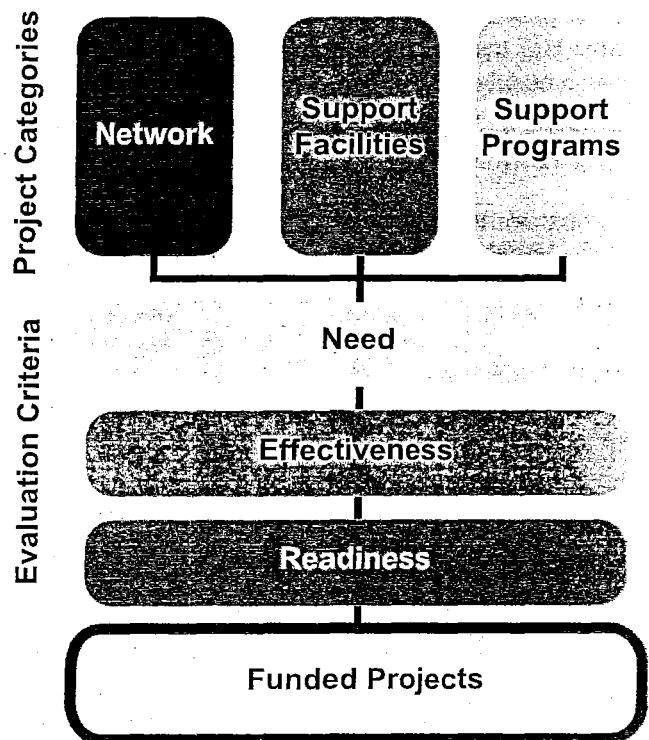 Project Categories
Network
Support
Facilities
Support
Programs
Evaluation Criteria
Need
Effectiveness
Readiness
Funded Projects